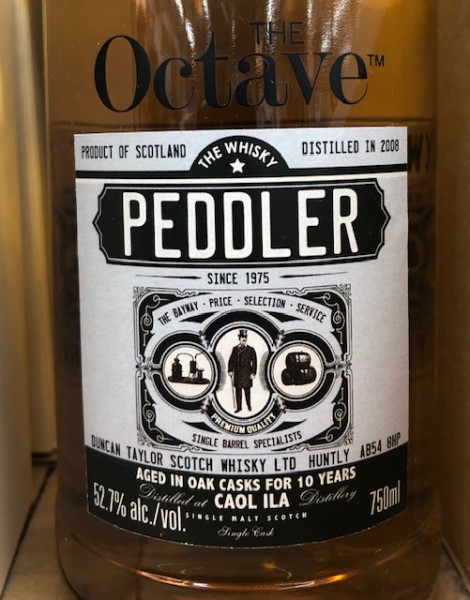 THE
Octave™
PRODUCT OF SCOTLAND
THE WHISKY
DISTILLED IN 2008
PEDDLER
SINCE 1975
THE BAYWAY - PRICE - SELECTION - SERVICE
PREMIUM QUALITY
SINGLE BARREL SPECIALISTS
DUNCAN TAYLOR SCOTCH WHISKY LTD HUNTLY AB54 8HP
AGED IN OAK CASKS FOR 10 YEARS
Distilled at CAOL ILA Distillery
52.7% alc./vol. SINGLE MALT SCOTCH 750ml
Single Cask